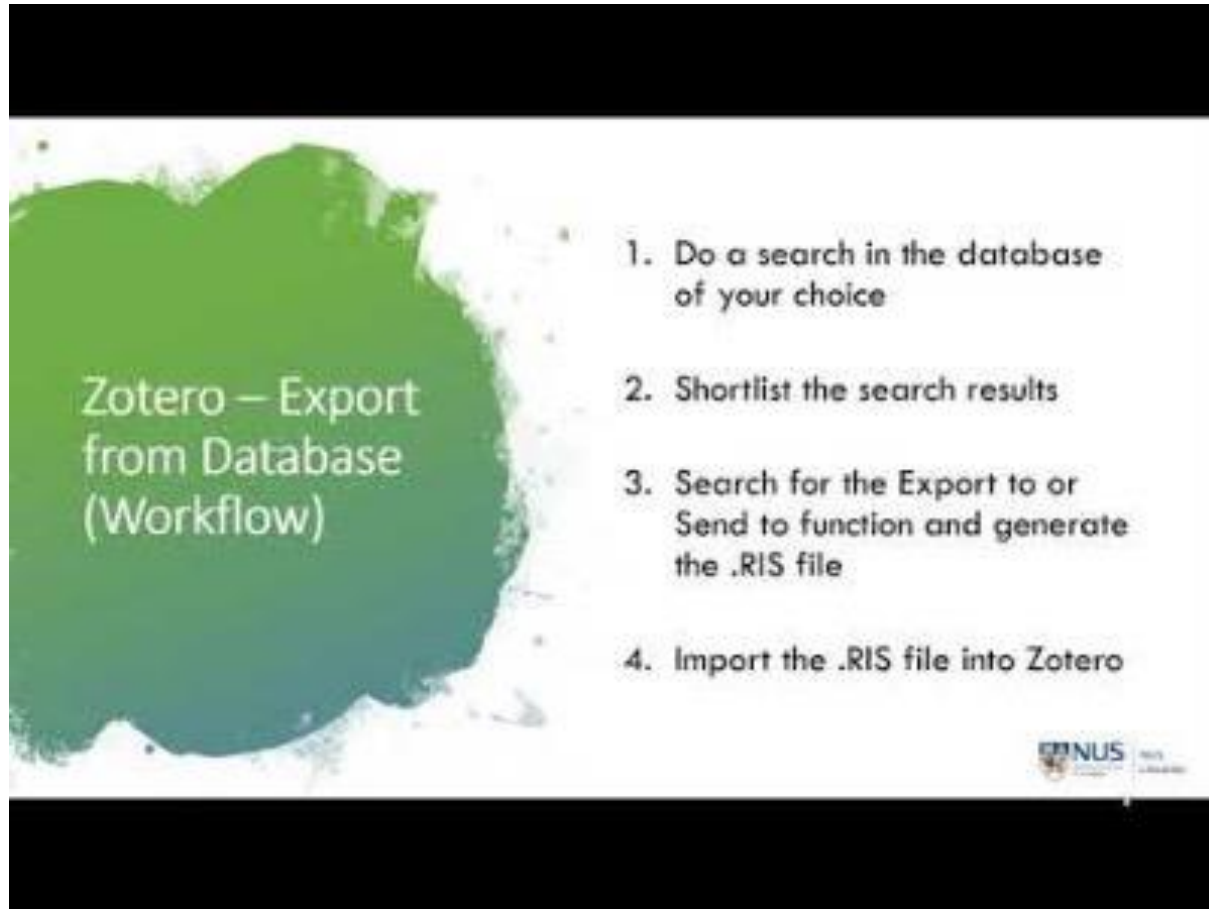 Zotero – Export
from Database
(Workflow)
1. Do a search in the database
of your choice
2. Shortlist the search results
3. Search for the Export to or
Send to function and generate
the .RIS file
4. Import the .RIS file into Zotero
NUS